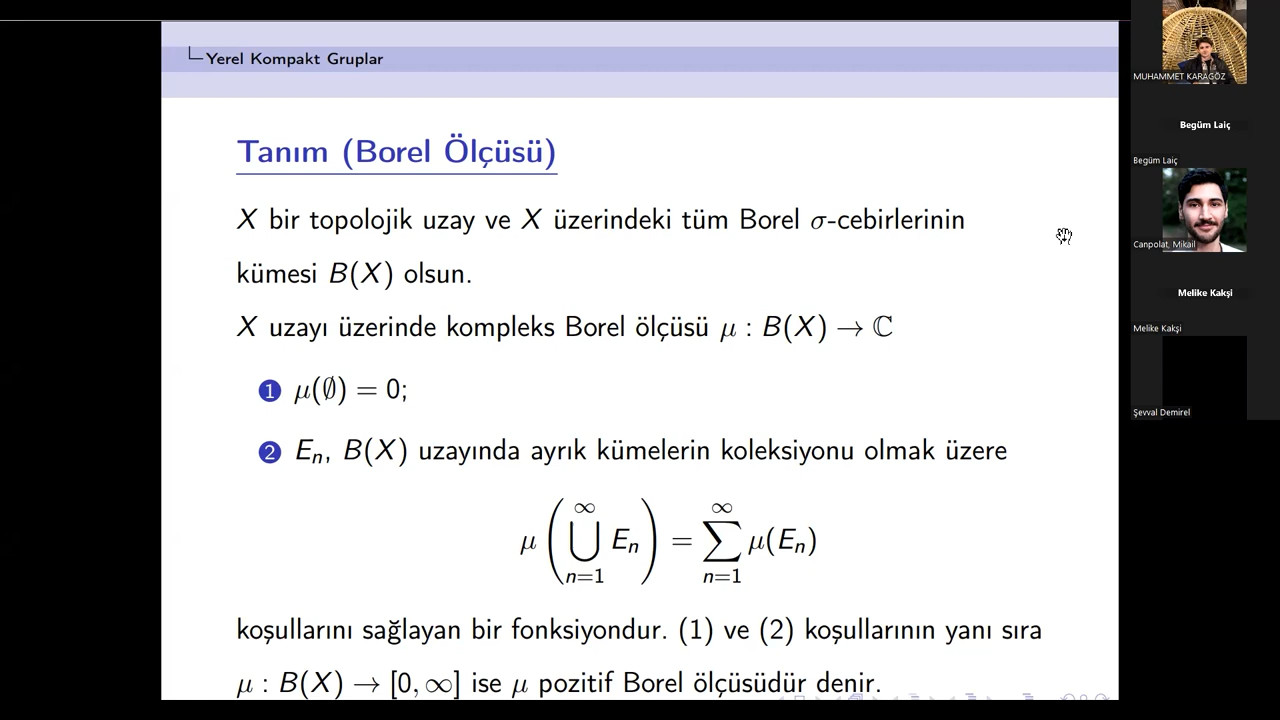 Yerel Kompakt Gruplar
Tanım (Borel Ölçüsü)
X bir topolojik uzay ve X üzerindeki tüm Borel σ-cebirlerinin
kümesi B(X) olsun.
X uzayı üzerinde kompleks Borel ölçüsü μ : B(X) → ℂ
1 μ(∅) = 0;
2 Eₙ, B(X) uzayında ayrık kümelerin koleksiyonu olmak üzere
μ (⋃_{n=1}^{∞} Eₙ) = ∑_{n=1}^{∞} μ(Eₙ)
koşullarını sağlayan bir fonksiyondur. (1) ve (2) koşullarının yanı sıra
μ : B(X) → [0, ∞] ise μ pozitif Borel ölçüsüdür denir.
MUHAMMET KARAGÖZ
Begüm Laiç
Begüm Laiç
Canpolat, Mikail
Melike Kakşi
Melike Kakşi
Şevval Demirel